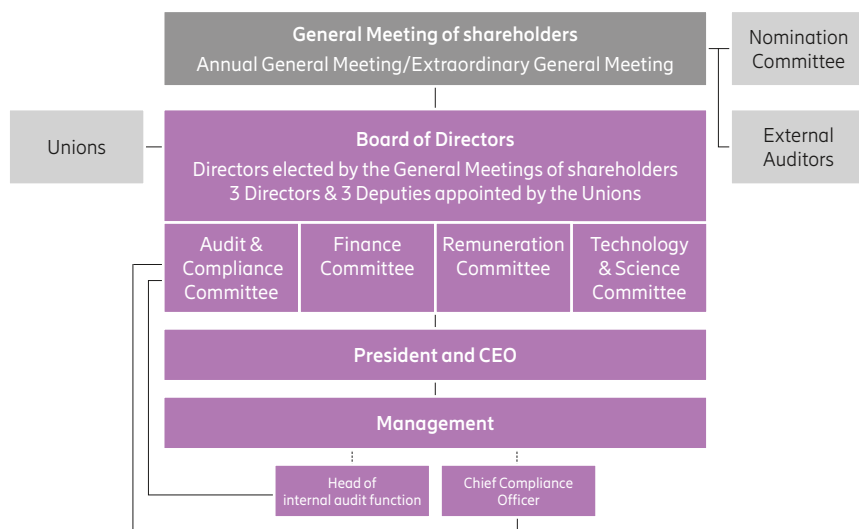 General Meeting of shareholders
Annual General Meeting/Extraordinary General Meeting
Nomination
Committee
Unions
Board of Directors
Directors elected by the General Meetings of shareholders
3 Directors & 3 Deputies appointed by the Unions
External
Auditors
Audit &
Compliance
Committee
Finance
Committee
Remuneration
Committee
Technology
& Science
Committee
President and CEO
Management
Head of
internal audit function
Chief Compliance
Officer